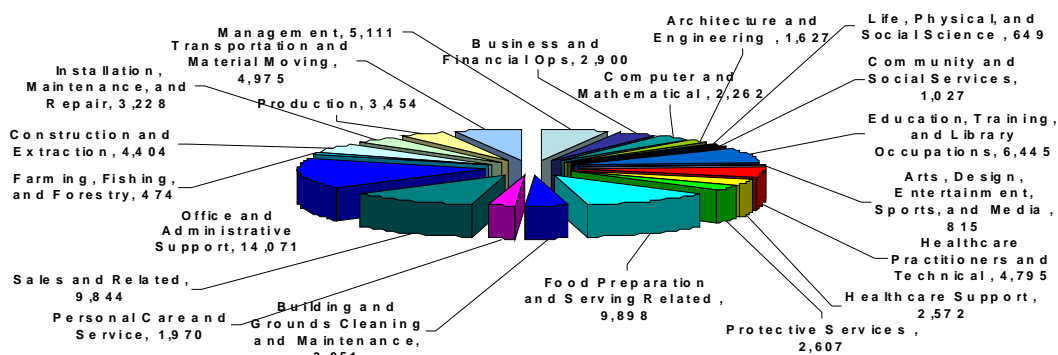 Management, 5,111
Transportation and
Material Moving,
4,975
Installation,
Maintenance, and
Repair, 3,228
Production, 3,454
Construction and
Extraction, 4,404
Farming, Fishing,
and Forestry, 474
Office and
Administrative
Support, 14,071
Sales and Related,
9,844
Personal Care and
Service, 1,970
Building and
Grounds Cleaning
and Maintenance,
Food Preparation
and Serving Related,
9,898
Protective Services,
2,607
Healthcare Support,
2,572
Healthcare
Practitioners and
Technical, 4,795
Arts, Design,
Entertainment,
Sports, and Media,
815
Education, Training,
and Library
Occupations, 6,445
Community and
Social Services,
1,027
Life, Physical, and
Social Science, 649
Architecture and
Engineering, 1,627
Computer and
Mathematical, 2,262
Business and
Financial Ops, 2,900